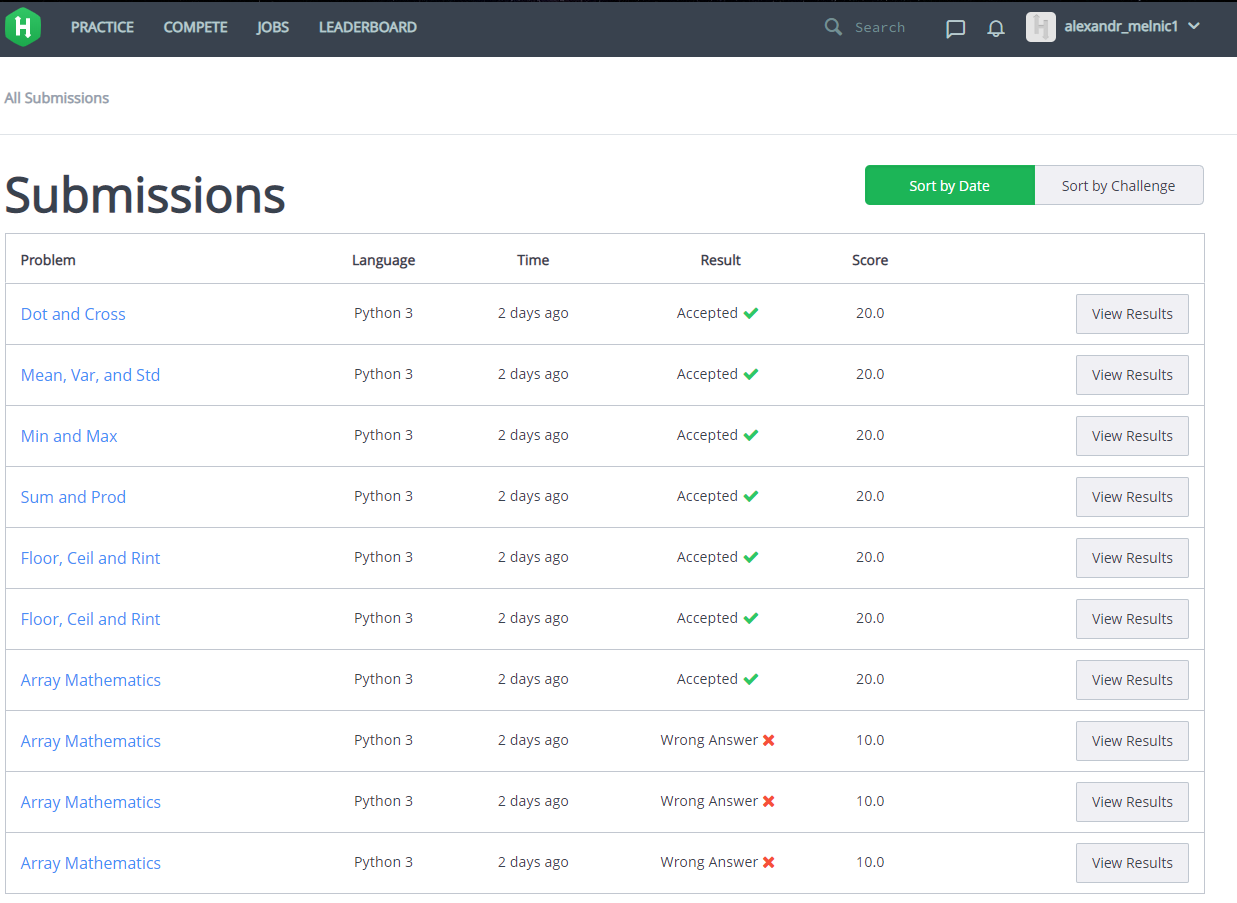 PRACTICE COMPETE JOBS LEADERBOARD Search alexandr_melnic1
All Submissions
Submissions Sort by Date Sort by Challenge
Problem Language Time Result Score
Dot and Cross Python 3 2 days ago Accepted 20.0 View Results
Mean, Var, and Std Python 3 2 days ago Accepted 20.0 View Results
Min and Max Python 3 2 days ago Accepted 20.0 View Results
Sum and Prod Python 3 2 days ago Accepted 20.0 View Results
Floor, Ceil and Rint Python 3 2 days ago Accepted 20.0 View Results
Floor, Ceil and Rint Python 3 2 days ago Accepted 20.0 View Results
Array Mathematics Python 3 2 days ago Accepted 20.0 View Results
Array Mathematics Python 3 2 days ago Wrong Answer 10.0 View Results
Array Mathematics Python 3 2 days ago Wrong Answer 10.0 View Results
Array Mathematics Python 3 2 days ago Wrong Answer 10.0 View Results